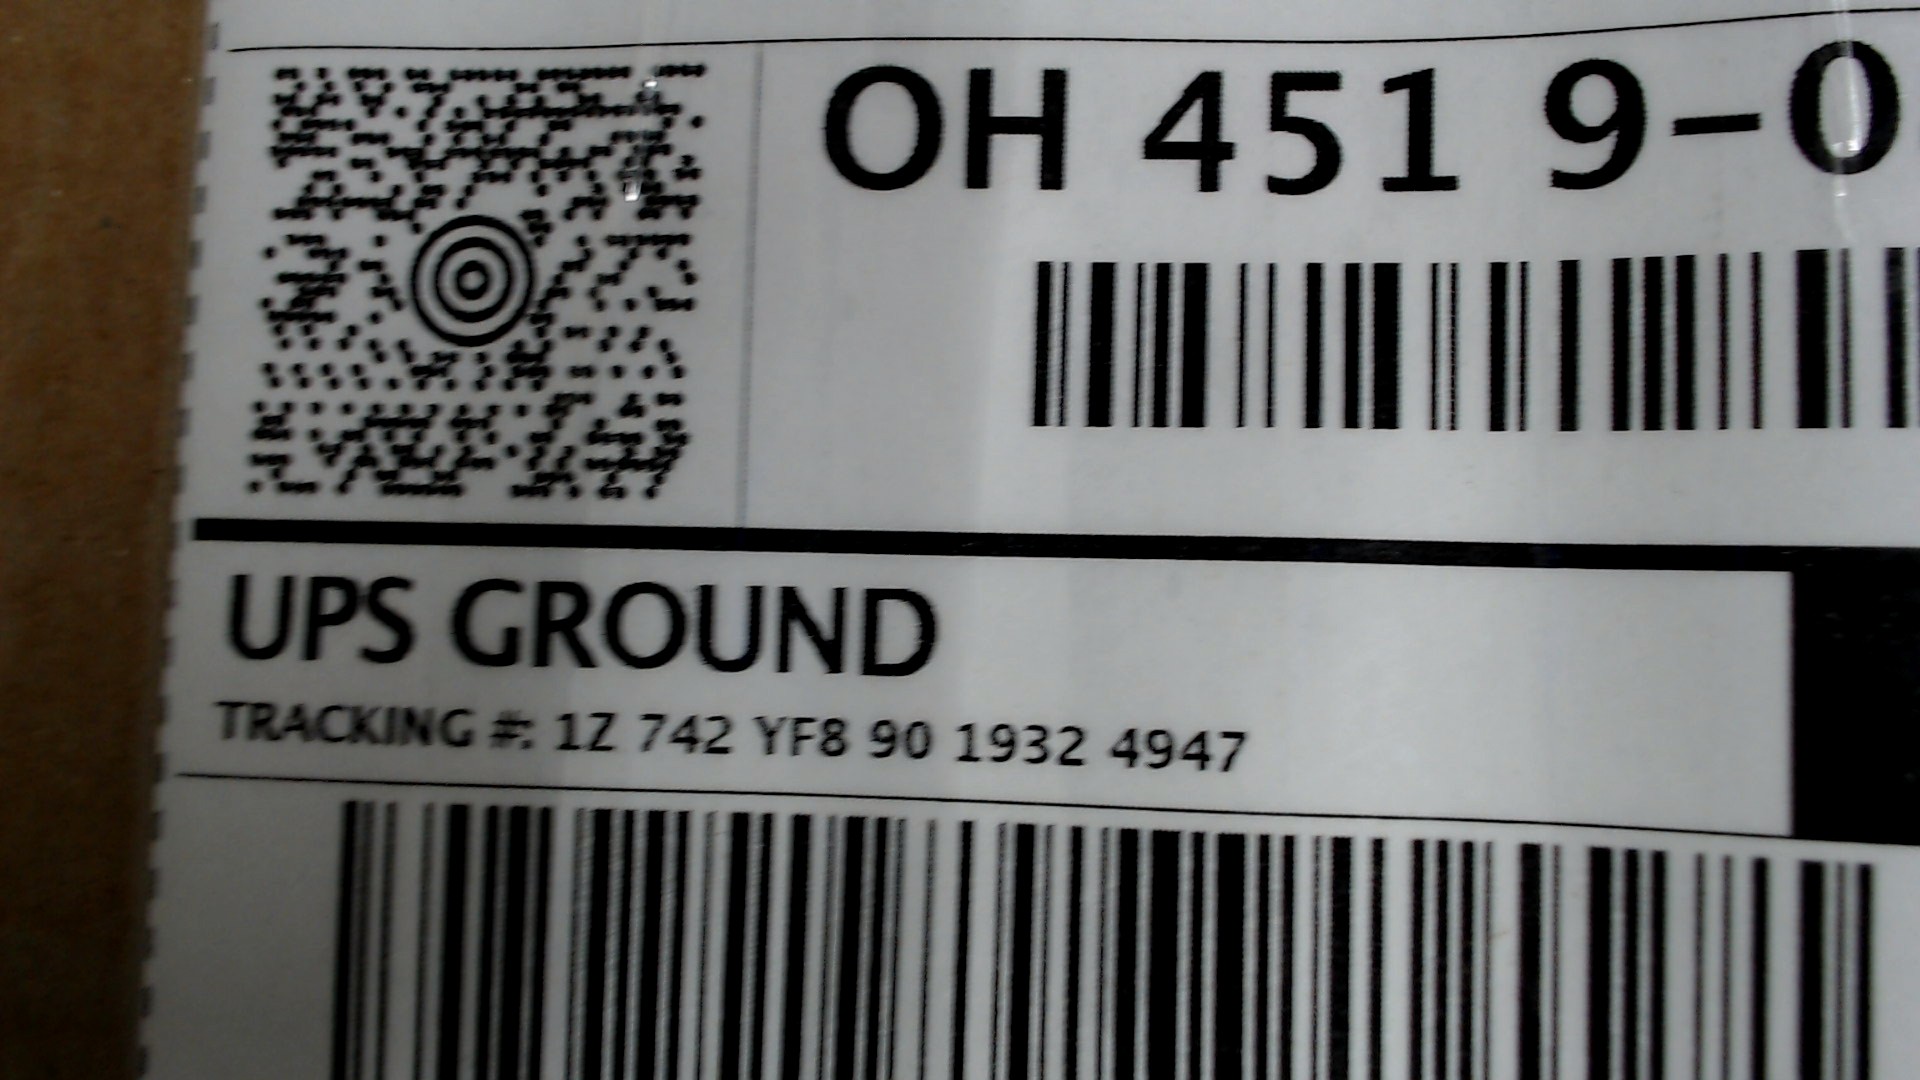 OH 451 9-0
UPS GROUND
TRACKING #: 1Z 742 YF8 90 1932 4947